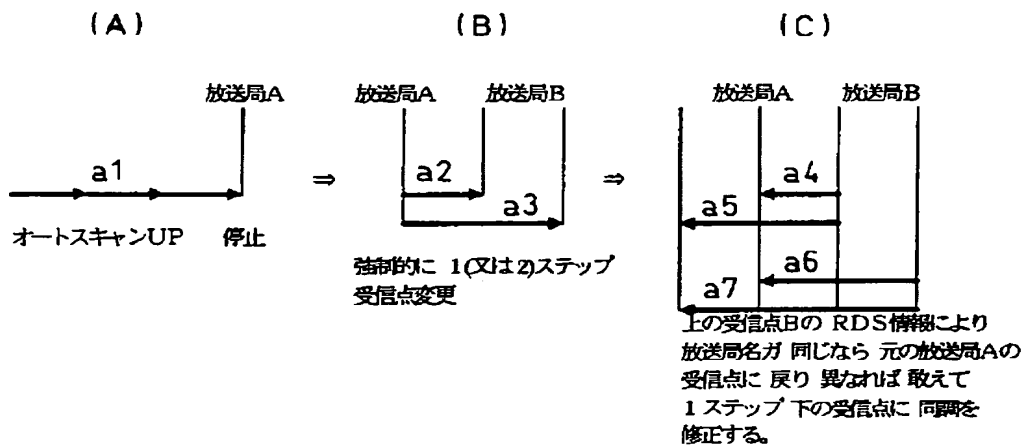 (A)
(B)
(C)
放送局A
放送局A 放送局B
放送局A 放送局B
a1
⇒
a2
a3
⇒
a4
a5
a6
a7
オートスキャンUP 停止
強制的に 1(又は2)ステップ
受信点変更
上の受信点Bの RDS情報により
放送局名ガ 同じなら 元の放送局Aの
受信点に 戻り 異なれば 敢えて
1ステップ 下の受信点に 同調を
修正する。